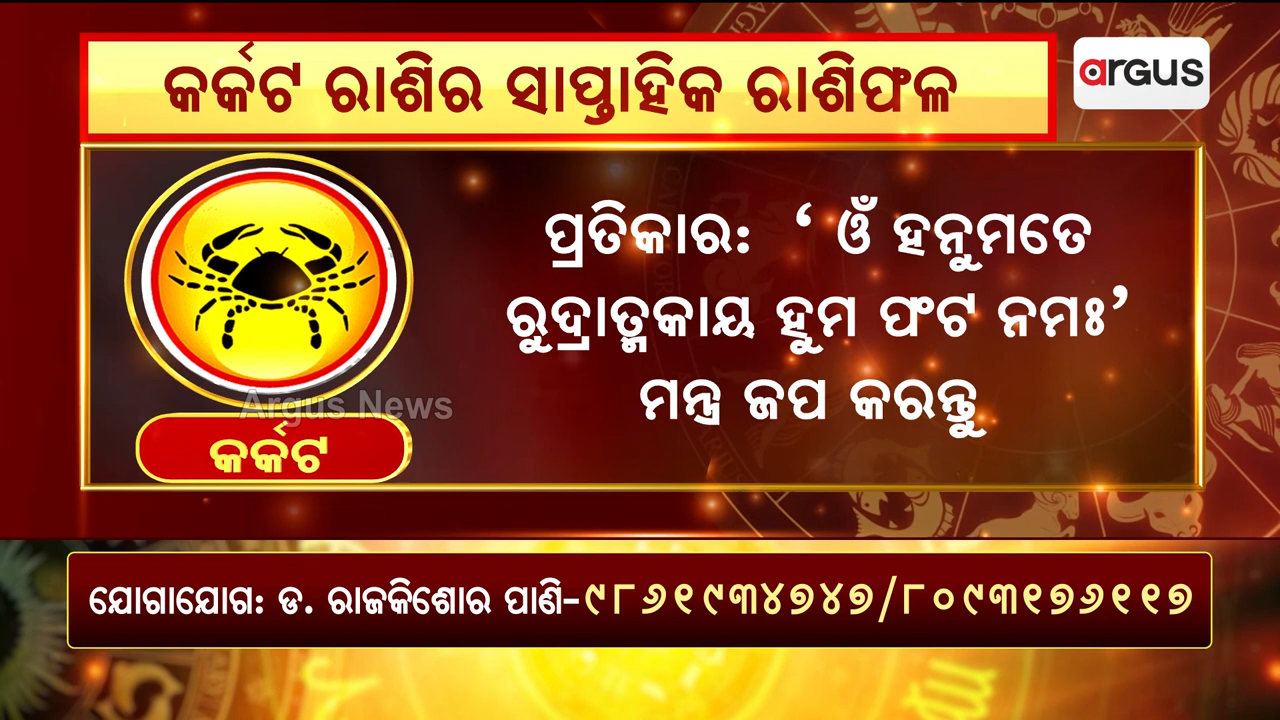 କର୍କଟ ରାଶିର ସାପ୍ତାହିକ ରାଶିଫଳ
argus
ପ୍ରତିକାର: ‘ ଓଁ ହନୁମତେ
ରୁଦ୍ରାତ୍ମକାୟ ହୁମ ଫଟ ନମଃ’
ମନ୍ତ୍ର ଜପ କରନ୍ତୁ
Argus News
କର୍କଟ
ଯୋଗାଯୋଗ: ଡ. ରାଜକିଶୋର ପାଣି-୯୮୬୧୯୩୪୭୪୭/୮୦୯୩୧୭୬୧୧୭